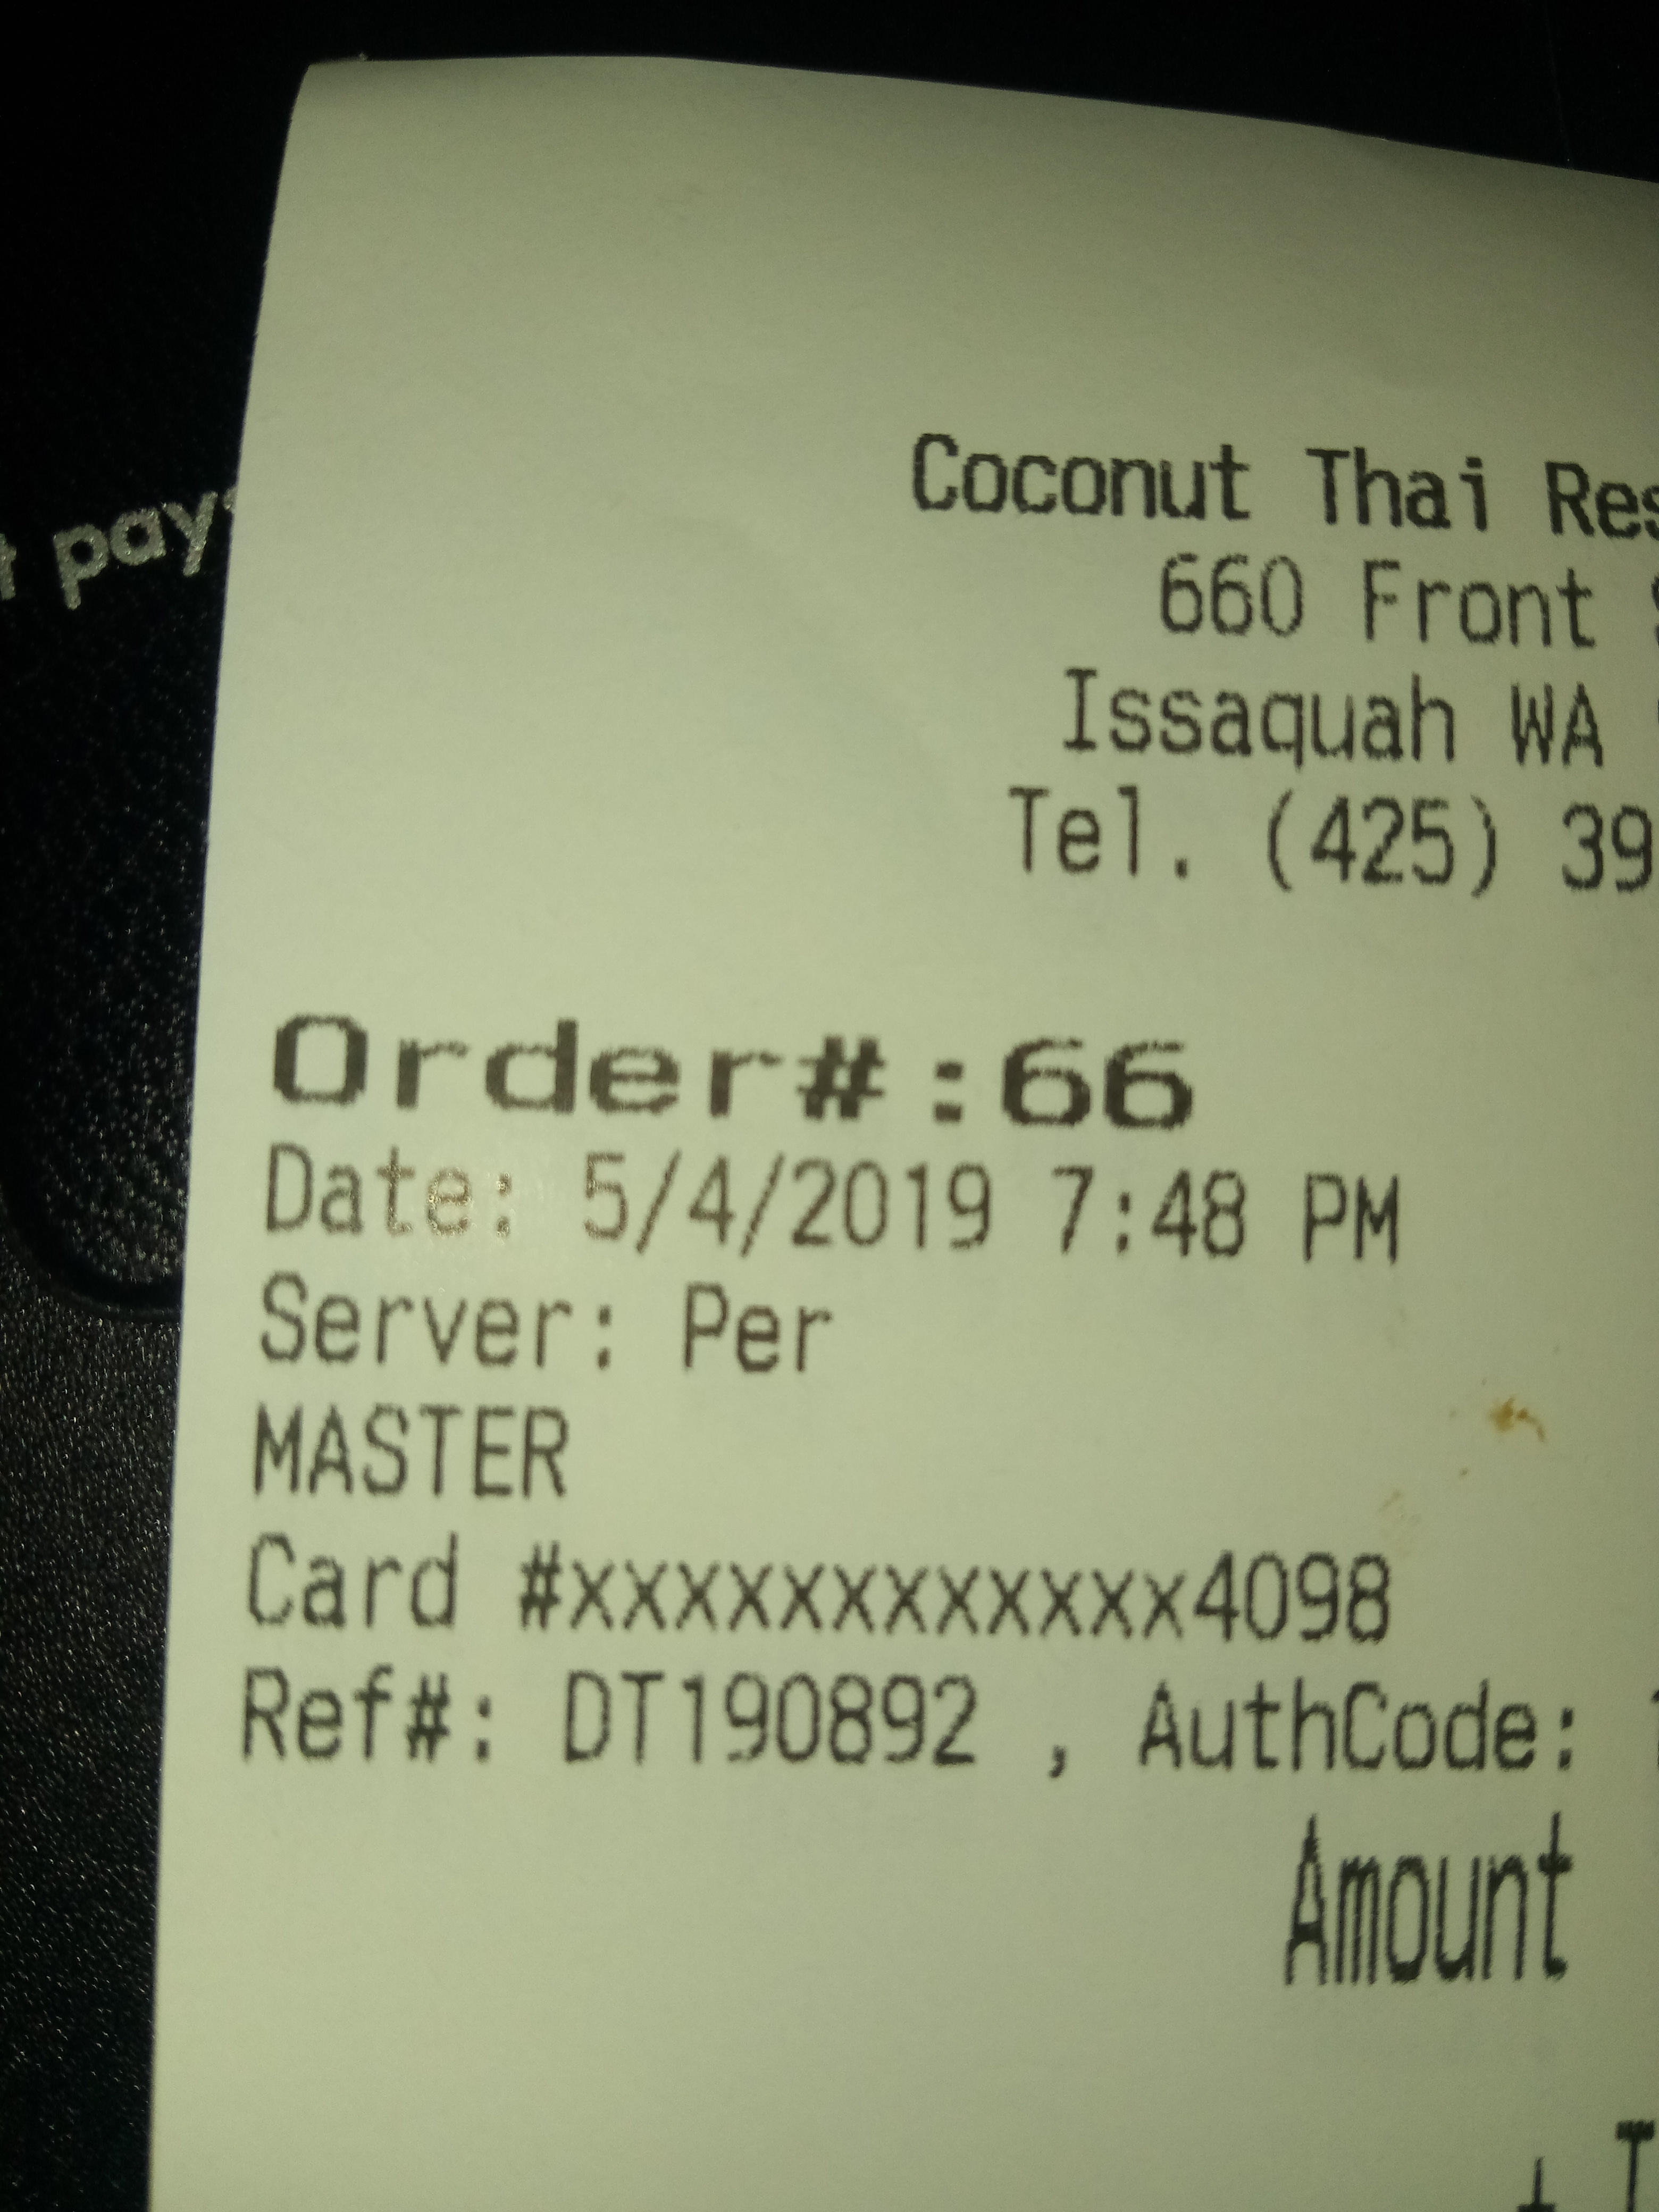 pay
Coconut Thai
660 Front
Issaquah WA
Tel. (425) 39
Order#:66
Date: 5/4/2019 7:48 PM
Server: Per
MASTER
Card #xxxxxxxxxxxx4098
Ref#: DT190892 , AuthCode:
Amount